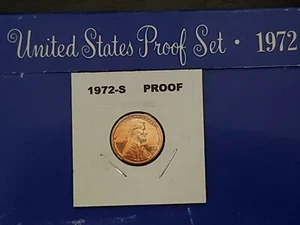 United States Proof Set · 1972
1972-S PROOF